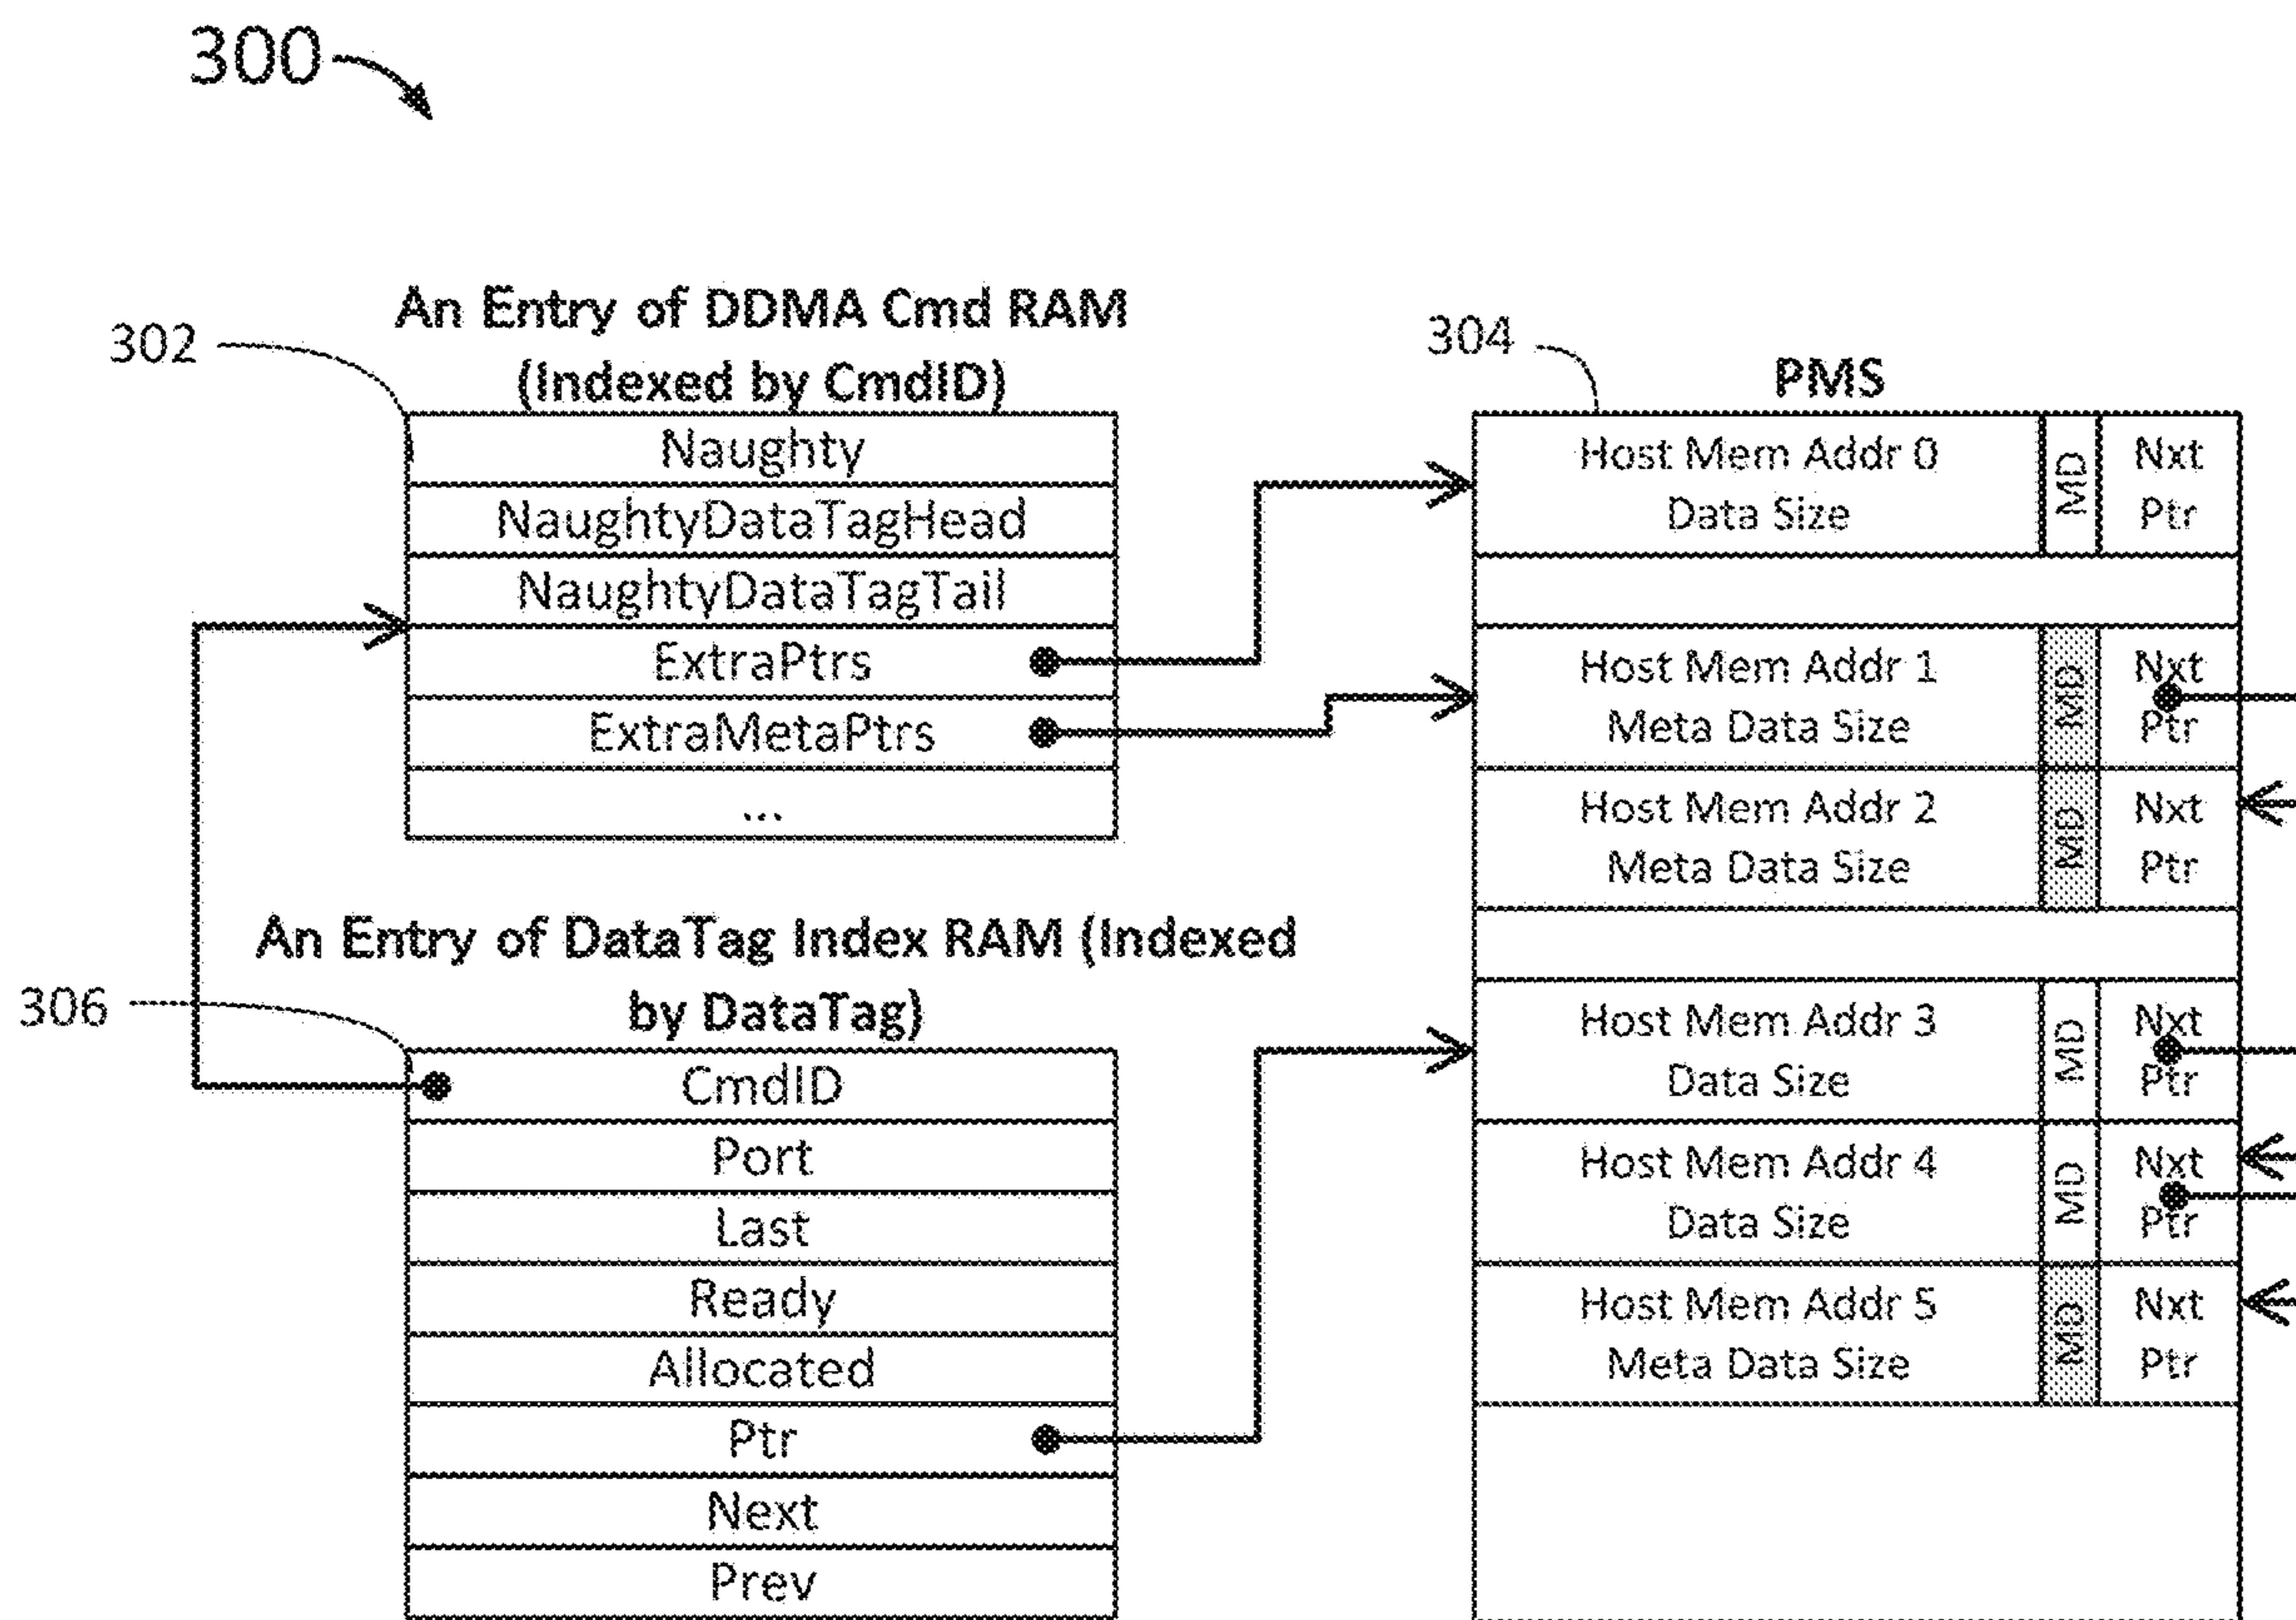 300
An Entry of DDMA Cmd RAM
(Indexed by CmdID)
302
Naughty
NaughtyDataTagHead
NaughtyDataTagTail
ExtraPtrs
ExtraMetaPtrs
...
An Entry of DataTag Index RAM (Indexed
by DataTag)
306
CmdID
Port
Last
Ready
Allocated
Ptr
Next
Prev
304
PMS
Host Mem Addr 0
Data Size
MD
Nxt
Ptr
Host Mem Addr 1
Meta Data Size
MD
Nxt
Ptr
Host Mem Addr 2
Meta Data Size
MD
Nxt
Ptr
Host Mem Addr 3
Data Size
MD
Nxt
Ptr
Host Mem Addr 4
Data Size
MD
Nxt
Ptr
Host Mem Addr 5
Meta Data Size
MD
Nxt
Ptr